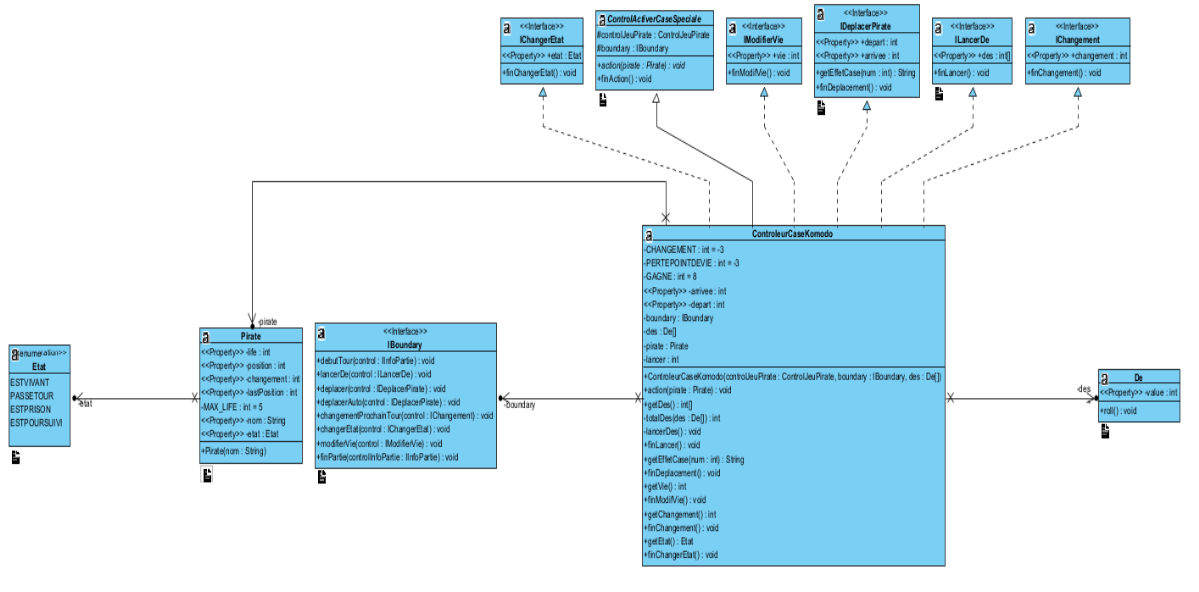 <<Interface>>
IChangerEtat
<<Property>> +etat : Etat
+finChangerEtat() : void
ControlActiverCaseSpeciale
#controlJeuPirate : ControlJeuPirate
#boundary : IBoundary
+action(pirate : Pirate) : void
+finAction() : void
<<Interface>>
IModifierVie
<<Property>> +vie : int
+finModifVie() : void
<<Interface>>
IDeplacerPirate
<<Property>> +depart : int
<<Property>> +arrivee : int
+getEffetCase(num : int) : String
+finDeplacement() : void
<<Interface>>
ILancerDe
<<Property>> +des : int[]
+finLancer() : void
<<Interface>>
IChangement
<<Property>> +changement : int
+finChangement() : void
ControleurCaseKomodo
-CHANGEMENT : int = -3
-PERTEPOINTDEVIE : int = -3
-GAGNE : int = 8
<<Property>> -arrivee : int
<<Property>> -depart : int
-boundary : IBoundary
-des : De[]
-pirate : Pirate
-lancer : int
+ControleurCaseKomodo(controlJeuPirate : ControlJeuPirate, boundary : IBoundary, des : De[])
+action(pirate : Pirate) : void
+getDes() : int[]
-totalDes(des : De[]) : int
-lancerDes() : void
+finLancer() : void
+getEffetCase(num : int) : String
+finDeplacement() : void
+getVie() : int
+finModifVie() : void
+getChangement() : int
+finChangement() : void
+getEtat() : Etat
+finChangerEtat() : void
-pirate
Pirate
<<Property>> -life : int
<<Property>> -position : int
<<Property>> -changement : int
<<Property>> -lastPosition : int
-MAX_LIFE : int = 5
<<Property>> -nom : String
<<Property>> -etat : Etat
+Pirate(nom : String)
<<Interface>>
IBoundary
+debutTour(control : IInfoPartie) : void
+lancerDe(control : ILancerDe) : void
+deplacer(control : IDeplacerPirate) : void
+deplacerAuto(control : IDeplacerPirate) : void
+changementProchainTour(control : IChangement) : void
+changerEtat(control : IChangerEtat) : void
+modifierVie(control : IModifierVie) : void
+finPartie(controlInfoPartie : IInfoPartie) : void
<<enumeration>>
Etat
ESTVIVANT
PASSETOUR
ESTPRISON
ESTPOURSUIVI
-etat
-boundary
-des
De
<<Property>> -value : int
+roll() : void